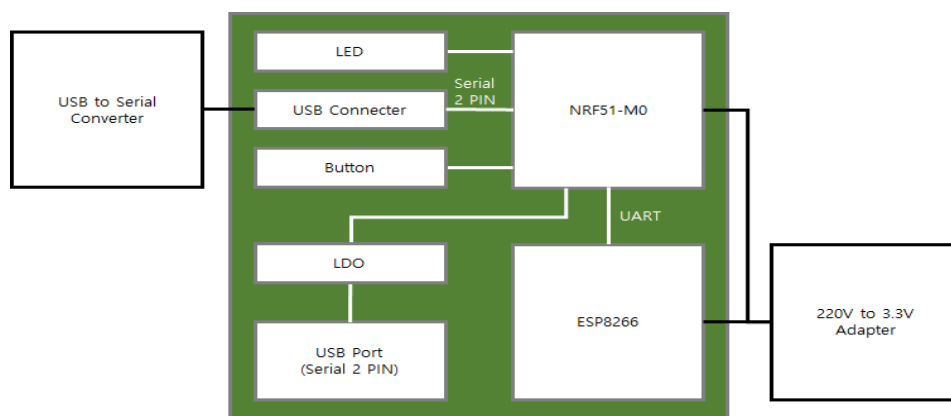 LED
USB to Serial
Converter
USB Connecter
Serial
2 PIN
NRF51-M0
Button
UART
LDO
ESP8266
220V to 3.3V
Adapter
USB Port
(Serial 2 PIN)